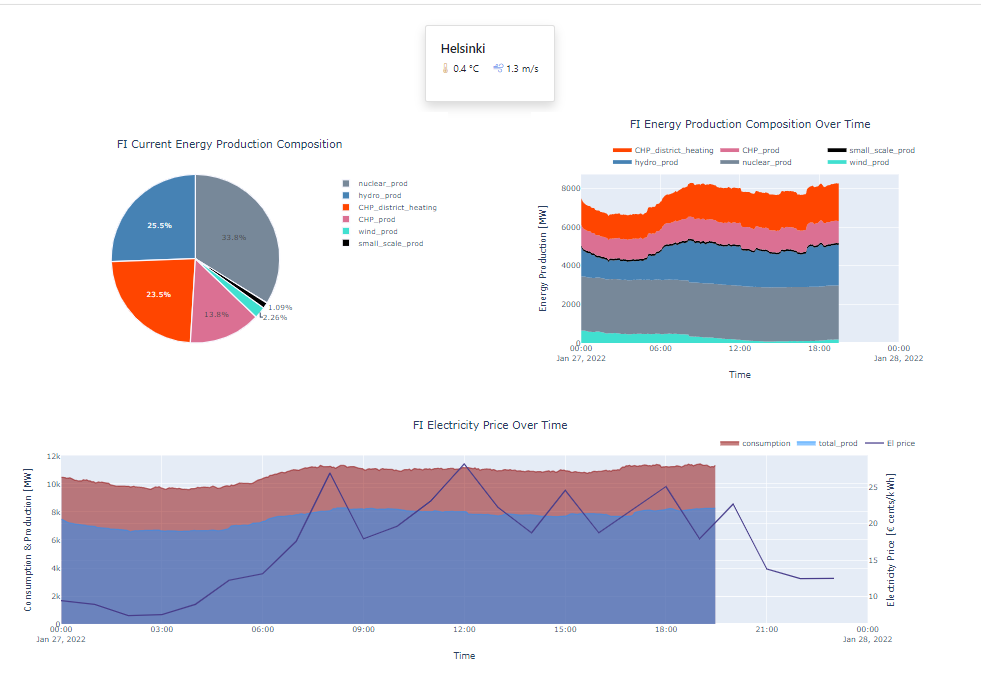 Helsinki
0.4 °C 1.3 m/s
FI Current Energy Production Composition
nuclear_prod
hydro_prod
CHP_district_heating
CHP_prod
wind_prod
small_scale_prod
33.8%
25.5%
23.5%
13.8%
1.09%
2.26%
FI Energy Production Composition Over Time
CHP_district_heating CHP_prod small_scale_prod
hydro_prod nuclear_prod wind_prod
Energy Production [MW]
8000
6000
4000
2000
0
00:00 06:00 12:00 18:00 00:00
Jan 27, 2022 Jan 28, 2022
Time
FI Electricity Price Over Time
consumption total_prod El price
Consumption & Production [MW]
12k
10k
8k
6k
4k
2k
0
25
20
15
10
Electricity Price [€ cents/kWh]
00:00 03:00 06:00 09:00 12:00 15:00 18:00 21:00 00:00
Jan 27, 2022 Jan 28, 2022
Time